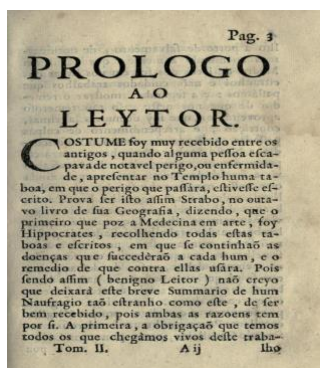 Pag. 3
PROLOGO
AO
LEYTOR.
COSTUME foy muy recebido entre os
antigos, quando alguma pessoa esca-
pava de notavel perigo, ou enfermida-
de, apresentar no Templo huma ta-
boa, em que o perigo que passára, estivesse es-
crito. Prova ser isto assim Strabo, no outa-
vo livro de sua Geografia, dizendo, que o
primeiro que poz a Medecina em arte, foy
Hippocrates, recolhendo todas estas ta-
boas e escritos, em que se continhaõ as
doenças que succedèraõ a cada hum, e o
remedio de que contra ellas usára. Pois
sendo assim (benigno Leitor) naõ creyo
que deixará este breve Summario de hum
Naufragio taõ estranho como este, de ser
bem recebido, pois ambas as razoens tem
por si. A primeira, a obrigaçaõ que temos
todos os que chegàmos vivos deste traba-
Tom. II. A ij lho